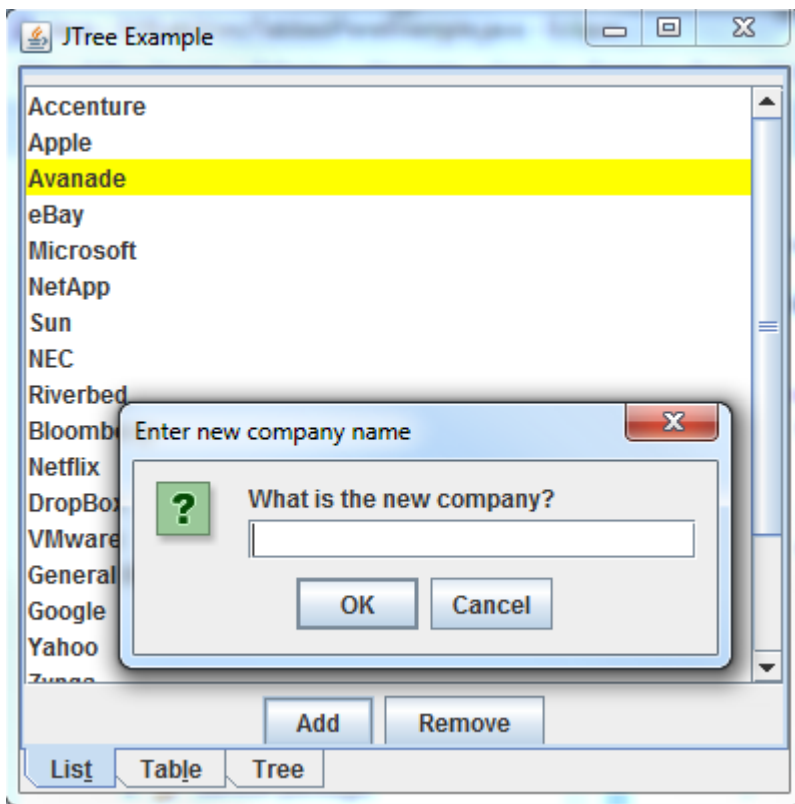 JTree Example
Accenture
Apple
Avanade
eBay
Microsoft
NetApp
Sun
NEC
Riverbed
Enter new company name
Netflix
What is the new company?
VMware
General
Google
OK Cancel
Yahoo
Add Remove
List Table Tree